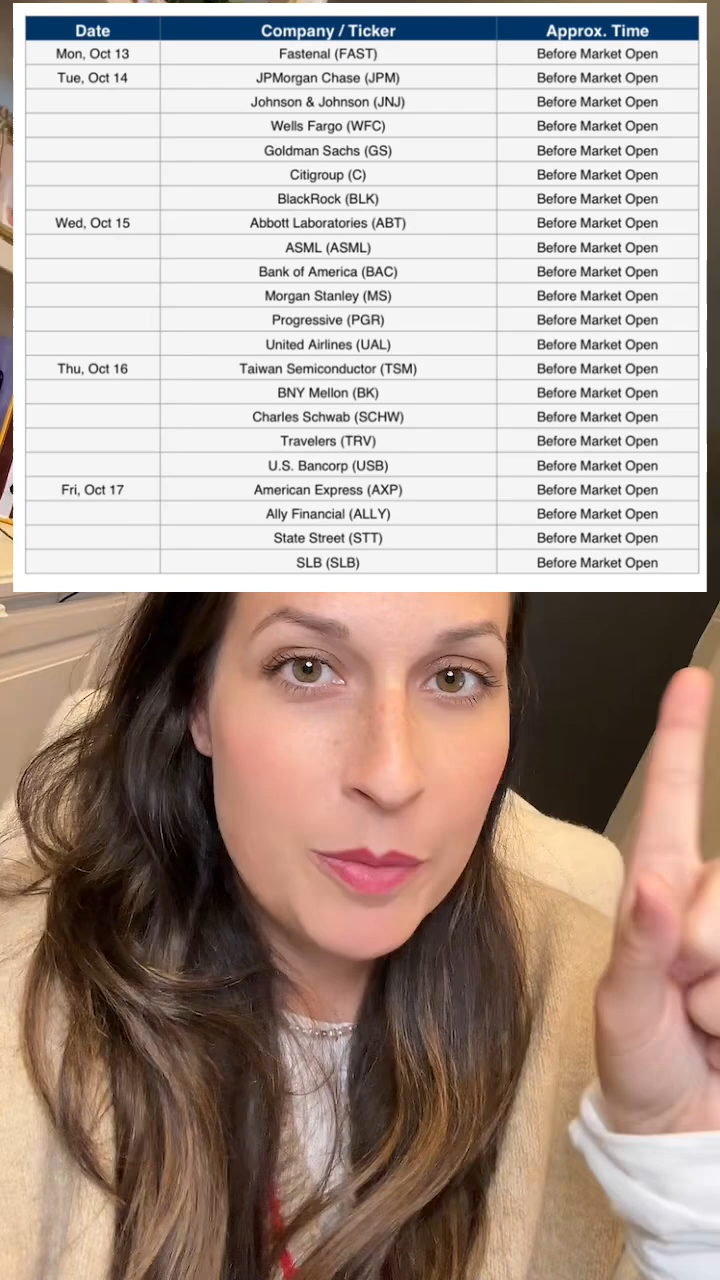 Date Company / Ticker Approx. Time
Mon, Oct 13 Fastenal (FAST) Before Market Open
Tue, Oct 14 JPMorgan Chase (JPM) Before Market Open
Johnson & Johnson (JNJ) Before Market Open
Wells Fargo (WFC) Before Market Open
Goldman Sachs (GS) Before Market Open
Citigroup (C) Before Market Open
BlackRock (BLK) Before Market Open
Wed, Oct 15 Abbott Laboratories (ABT) Before Market Open
ASML (ASML) Before Market Open
Bank of America (BAC) Before Market Open
Morgan Stanley (MS) Before Market Open
Progressive (PGR) Before Market Open
United Airlines (UAL) Before Market Open
Thu, Oct 16 Taiwan Semiconductor (TSM) Before Market Open
BNY Mellon (BK) Before Market Open
Charles Schwab (SCHW) Before Market Open
Travelers (TRV) Before Market Open
U.S. Bancorp (USB) Before Market Open
Fri, Oct 17 American Express (AXP) Before Market Open
Ally Financial (ALLY) Before Market Open
State Street (STT) Before Market Open
SLB (SLB) Before Market Open